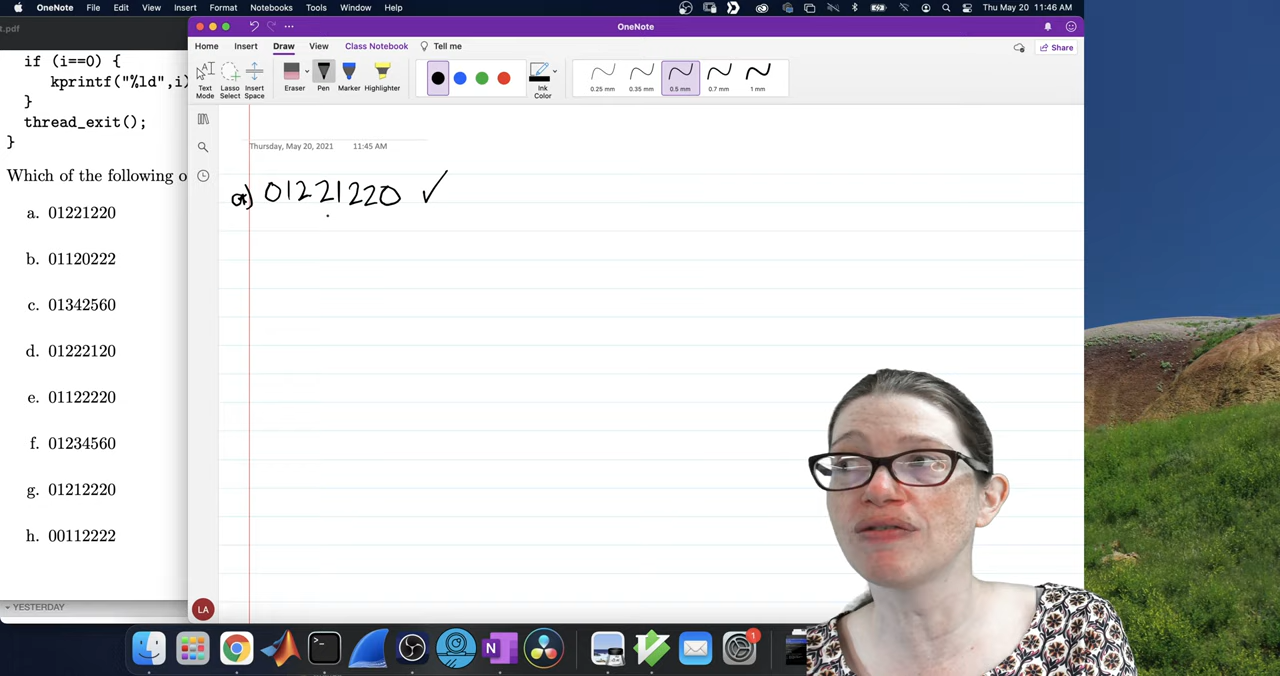 OneNote File Edit View Insert Format Notebooks Tools Window Help Thu May 20 11:46 AM
t.pdf
OneNote
Home Insert Draw View Class Notebook Tell me Share
Text Mode Lasso Select Insert Space Eraser Pen Marker Highlighter Ink Color 0.25 mm 0.35 mm 0.5 mm 0.7 mm 1 mm
if (i==0) {
kprintf("%ld",i)
}
thread_exit();
}
Which of the following o
a. 01221220
b. 01120222
c. 01342560
d. 01222120
e. 01122220
f. 01234560
g. 01212220
h. 00112222
YESTERDAY
Thursday, May 20, 2021 11:45 AM
a) 01221220 ✓
LA
1